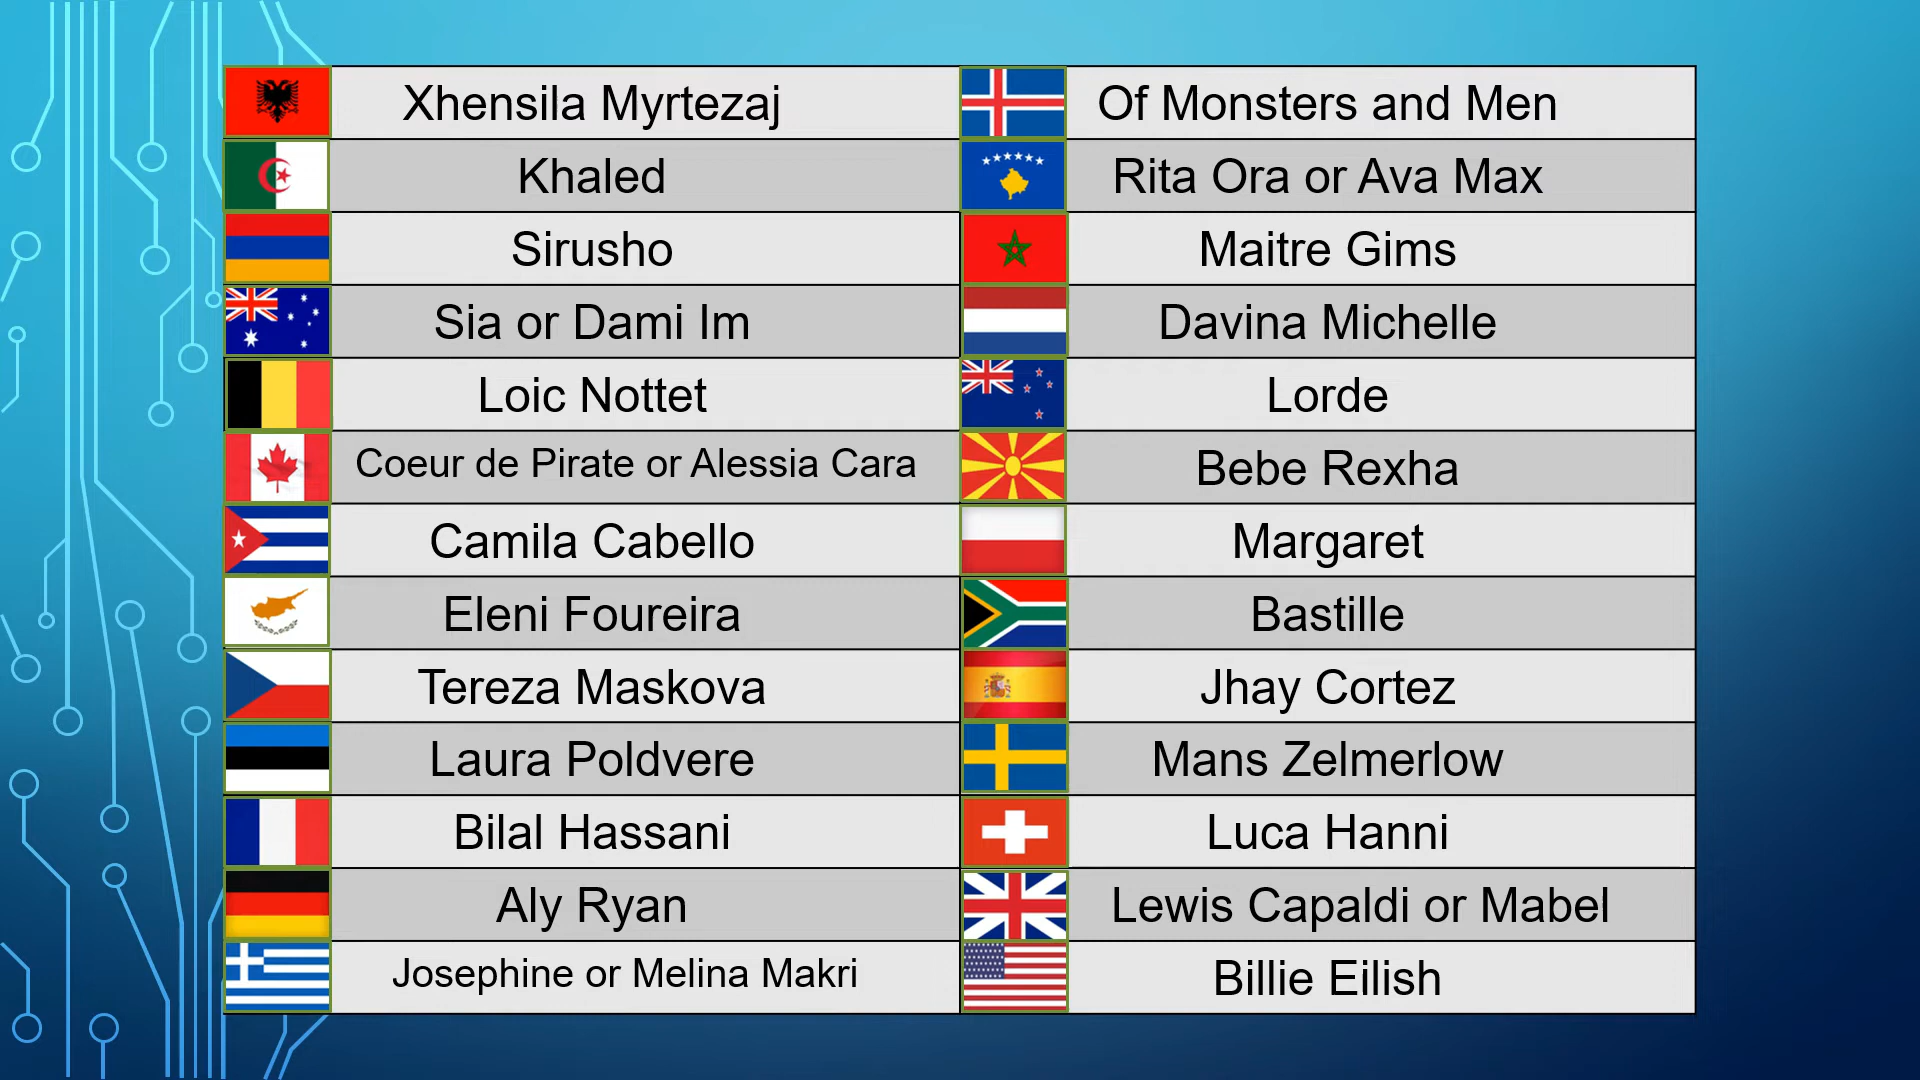 Xhensila Myrtezaj
Of Monsters and Men
Khaled
Rita Ora or Ava Max
Sirusho
Maitre Gims
Sia or Dami Im
Davina Michelle
Loic Nottet
Lorde
Coeur de Pirate or Alessia Cara
Bebe Rexha
Camila Cabello
Margaret
Eleni Foureira
Bastille
Tereza Maskova
Jhay Cortez
Laura Poldvere
Mans Zelmerlow
Bilal Hassani
Luca Hanni
Aly Ryan
Lewis Capaldi or Mabel
Josephine or Melina Makri
Billie Eilish